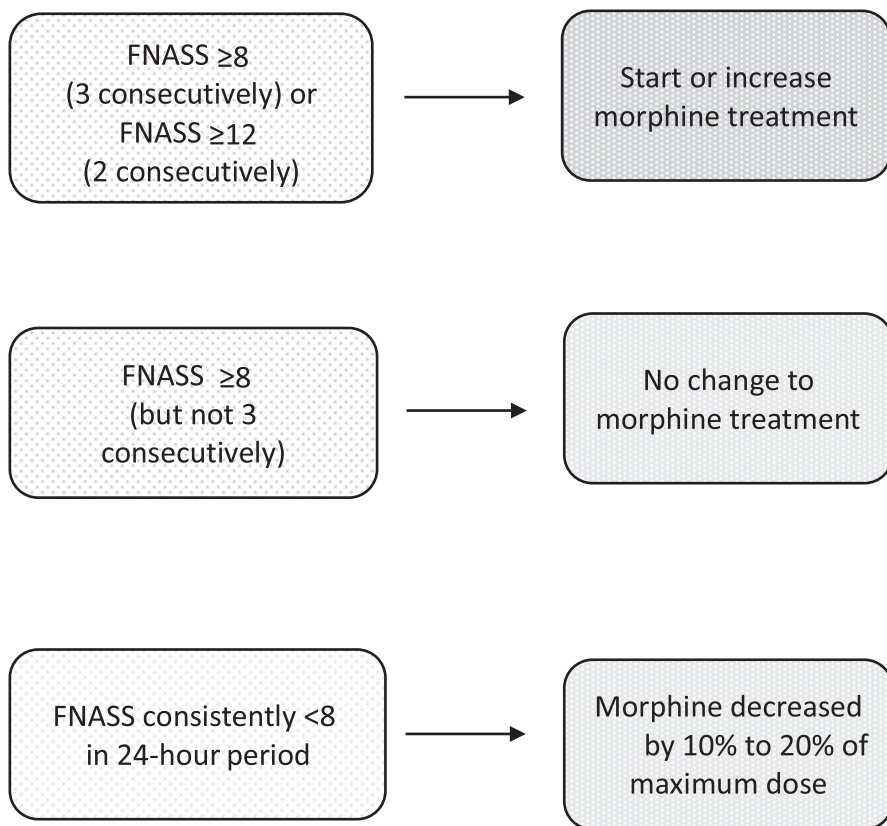 FNASS ≥8
(3 consecutively) or
FNASS ≥12
(2 consecutively)
Start or increase
morphine treatment
FNASS ≥8
(but not 3
consecutively)
No change to
morphine treatment
FNASS consistently <8
in 24-hour period
Morphine decreased
by 10% to 20% of
maximum dose